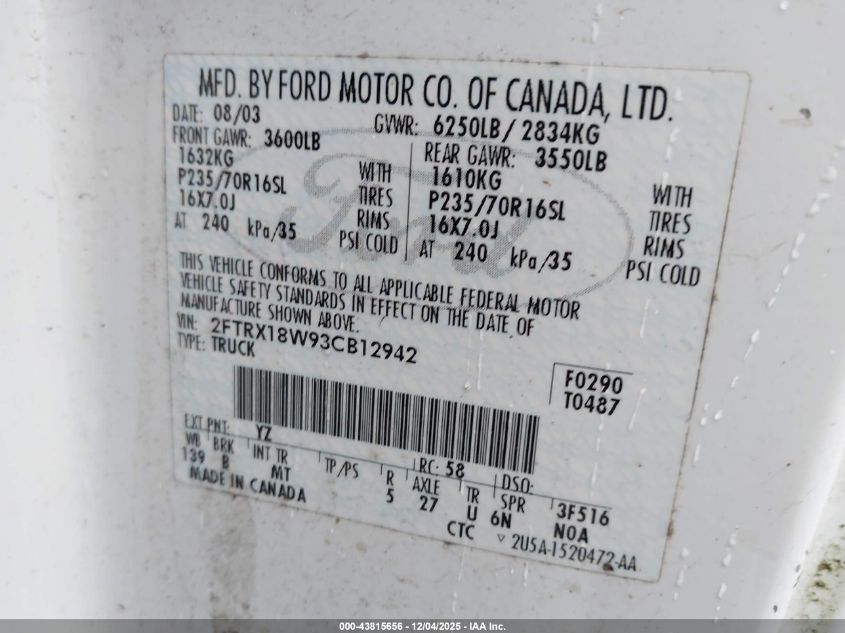 MFD. BY FORD MOTOR CO. OF CANADA, LTD.
DATE: 08/03 GVWR: 6250LB/ 2834KG
FRONT GAWR: 3600LB REAR GAWR: 3550LB
1632KG WITH 1610KG WITH
P235/70R16SL TIRES P235/70R16SL TIRES
16X7.0J RIMS 16X7.0J RIMS
AT 240 kPa/35 PSI COLD AT 240 kPa/35 PSI COLD
Ford
THIS VEHICLE CONFORMS TO ALL APPLICABLE FEDERAL MOTOR
VEHICLE SAFETY STANDARDS IN EFFECT ON THE DATE OF
MANUFACTURE SHOWN ABOVE.
VIN: 2FTRX18W93CB12942
TYPE: TRUCK
F0290
T0487
EXT PNT: YZ RC: 58 DSO:
WB BRK INT TR TP/PS R AXLE TR SPR 3F516
139 B MT 5 27 U 6N N0A
MADE IN CANADA CTC ▽ 2U5A-1520472-AA
000-43815656 - 12/04/2025 - IAA Inc.